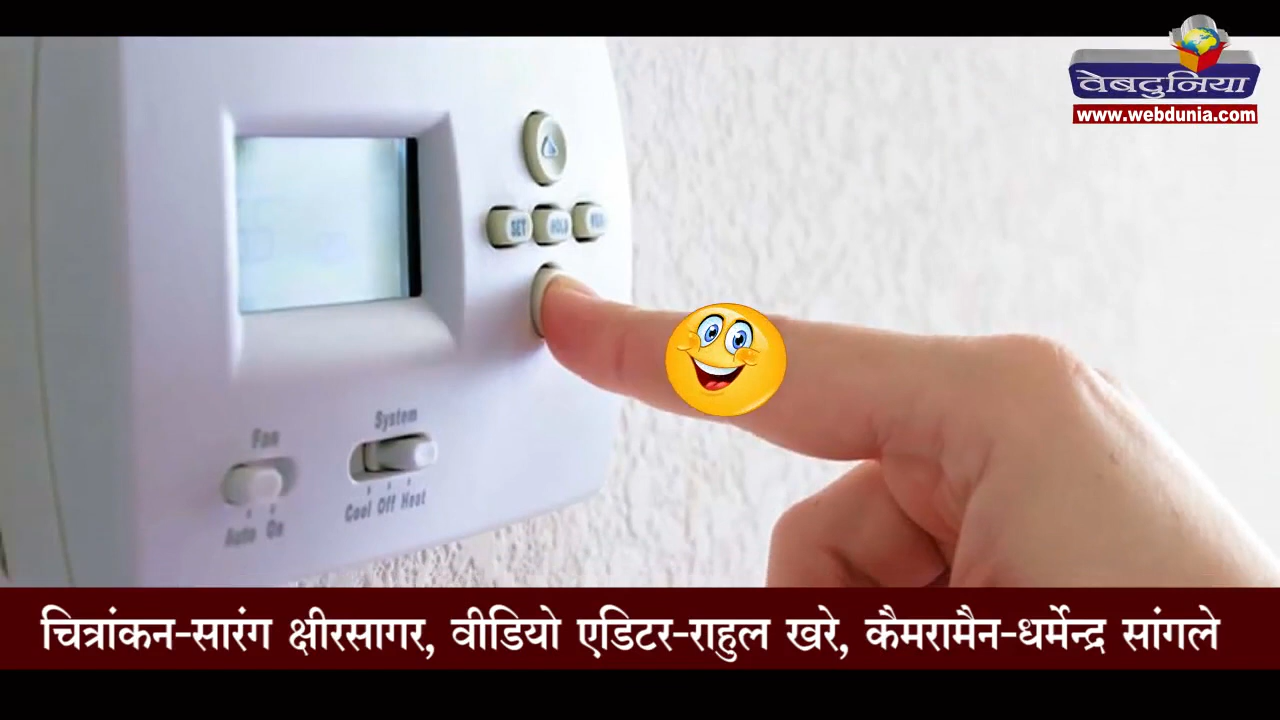 वेबदुनिया
www.webdunia.com
SET HOLD
System
Fan
Cool Off Heat
Auto On
चित्रांकन-सारंग क्षीरसागर, वीडियो एडिटर-राहुल खरे, कैमरामैन-धर्मेन्द्र सांगले